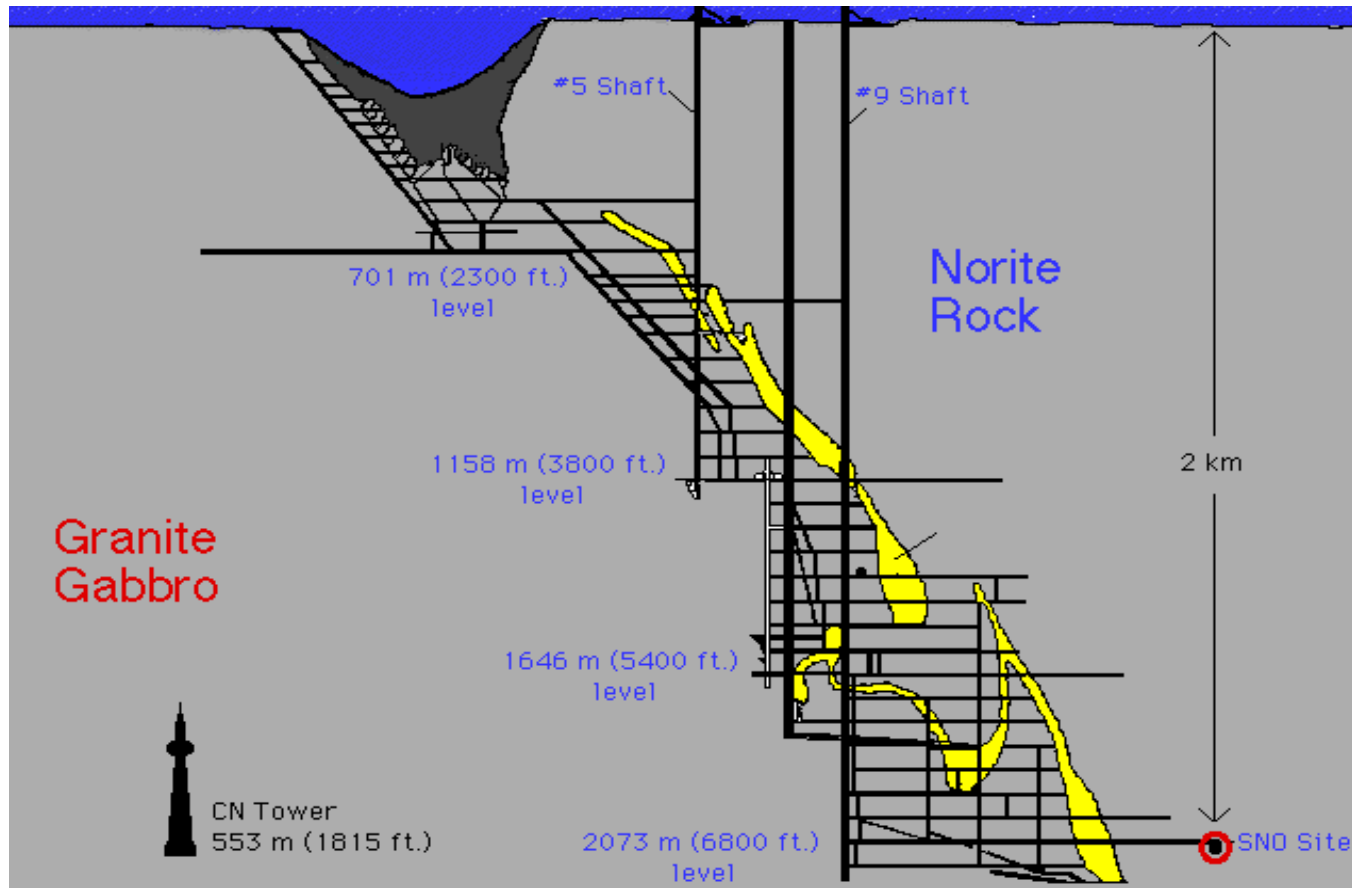 #5 Shaft
#9 Shaft
701 m (2300 ft.)
level
Norite
Rock
1158 m (3800 ft.)
level
2 km
Granite
Gabbro
1646 m (5400 ft.)
level
CN Tower
553 m (1815 ft.)
2073 m (6800 ft.)
level
SNO Site